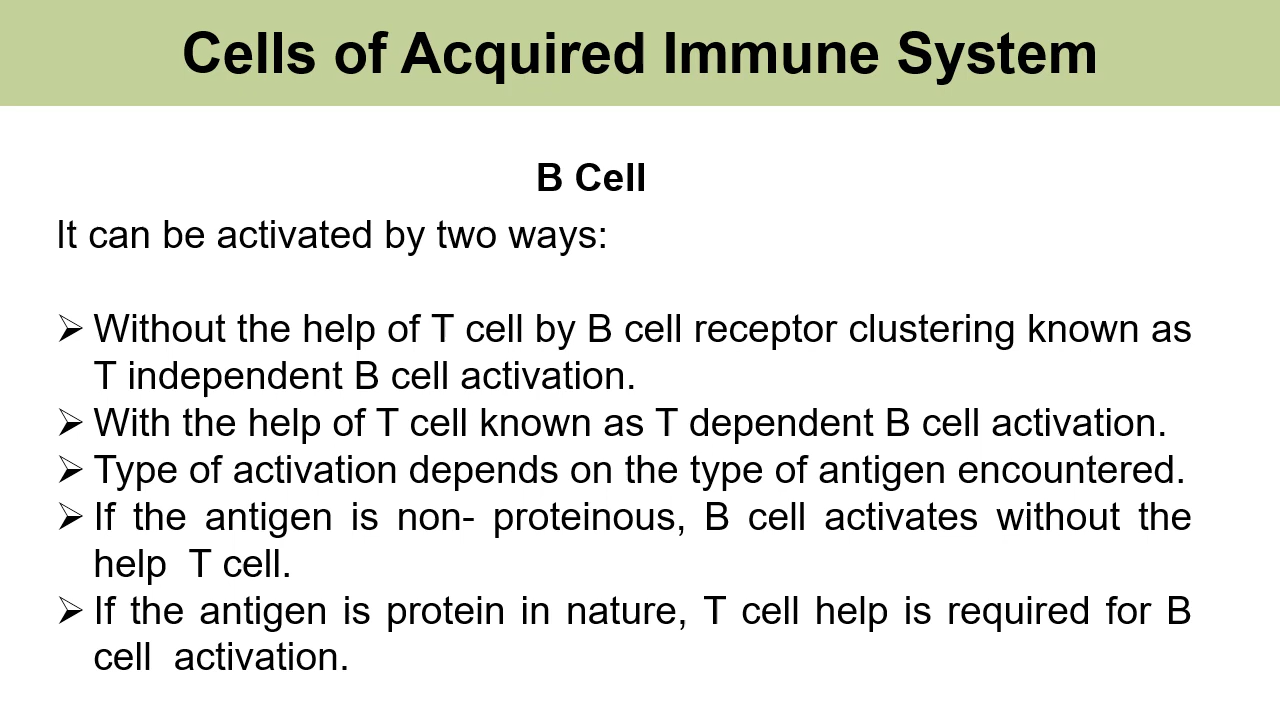 Cells of Acquired Immune System
B Cell
It can be activated by two ways:
➢ Without the help of T cell by B cell receptor clustering known as
T independent B cell activation.
➢ With the help of T cell known as T dependent B cell activation.
➢ Type of activation depends on the type of antigen encountered.
➢ If the antigen is non- proteinous, B cell activates without the
help  T cell.
➢ If the antigen is protein in nature, T cell help is required for B
cell  activation.